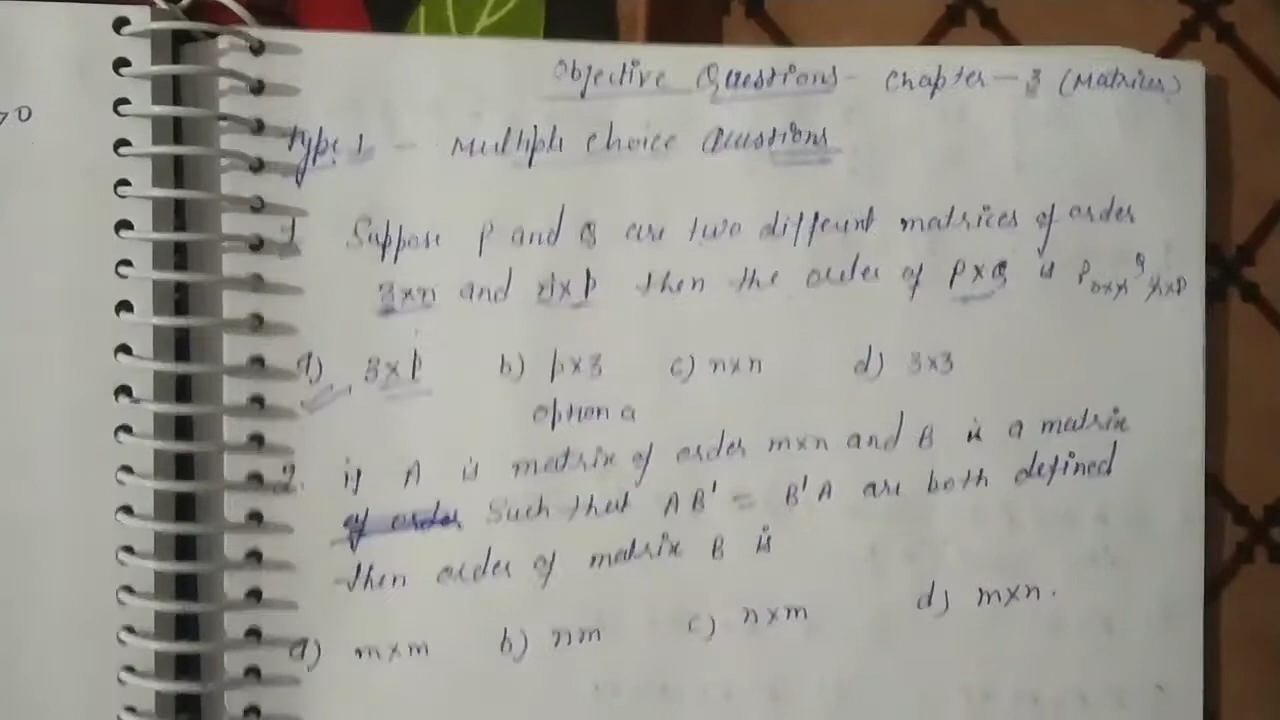 >0
Objective Questions - Chapter - 3 (Matrices)
Type 1 - Multiple choice Questions
1 Suppose P and Q are two different matrices of order
3×n and n×p then the order of P×Q is
a) 3×p b) p×3 c) n×n d) 3×3
option a
2. if A is matrix of order m×n and B is a matrix
of order Such that AB' = B'A are both defined
then order of matrix B is
a) m×m b) nm c) n×m d) m×n.